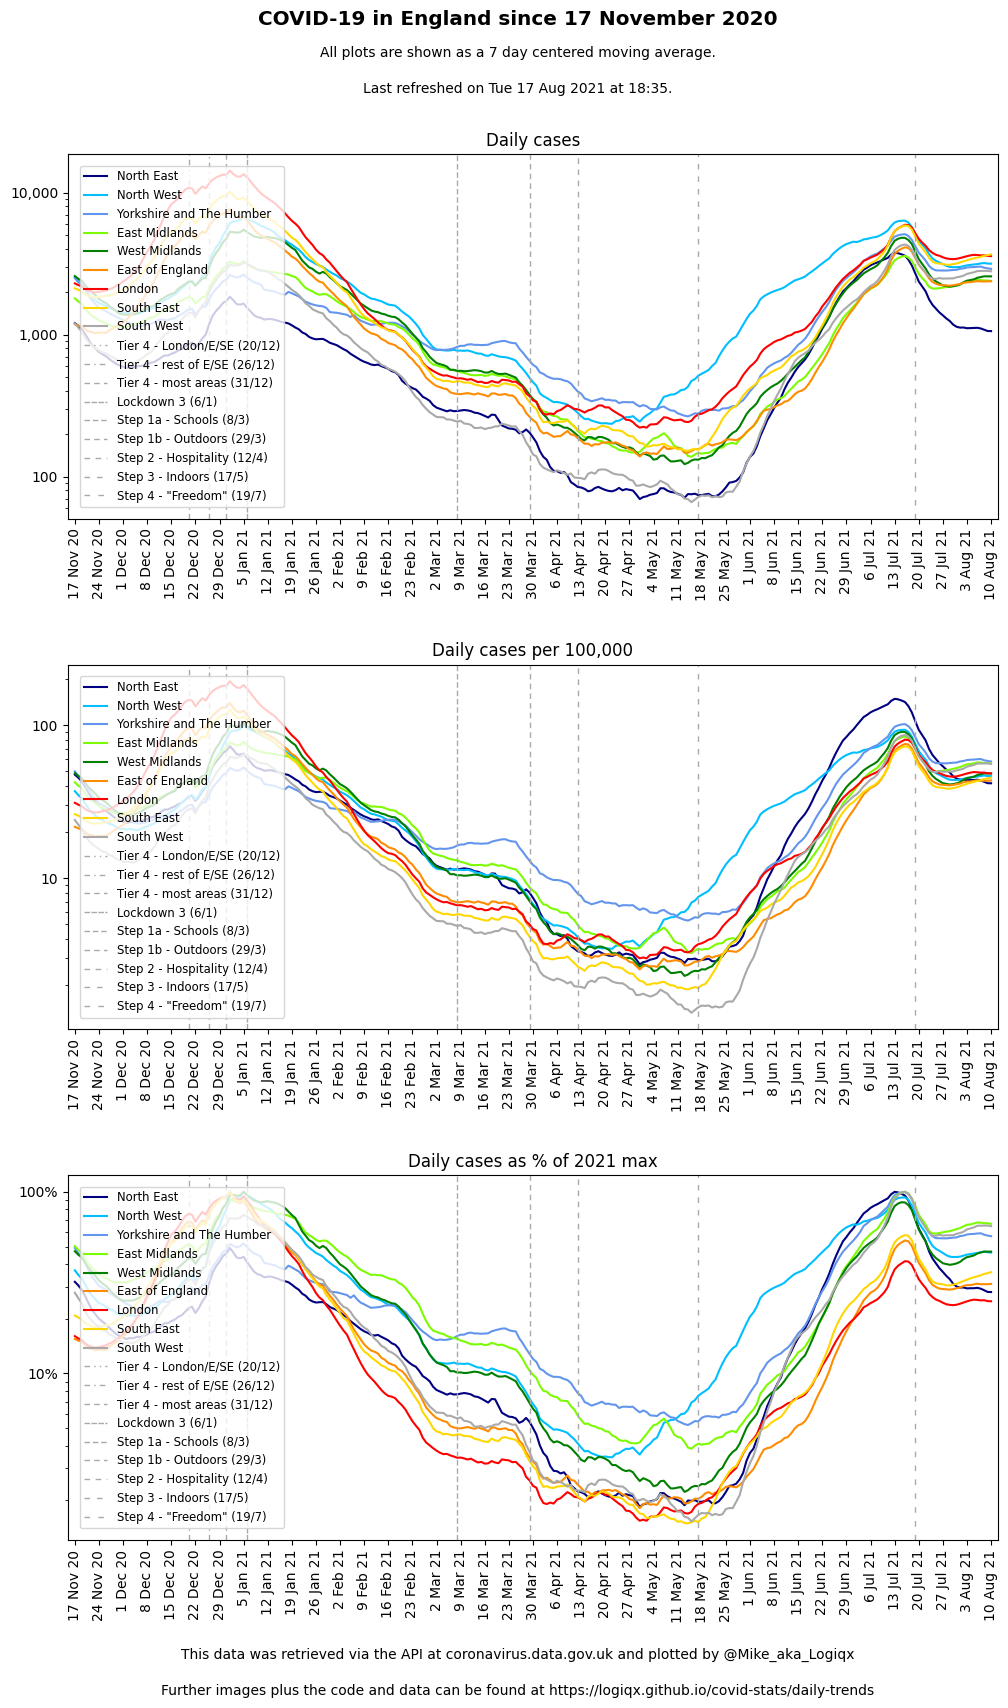 COVID-19 in England since 17 November 2020
All plots are shown as a 7 day centered moving average.
Last refreshed on Tue 17 Aug 2021 at 18:35.
Daily cases
10,000
1,000
100
North East
North West
Yorkshire and The Humber
East Midlands
West Midlands
East of England
London
South East
South West
Tier 4 - London/E/SE (20/12)
Tier 4 - rest of E/SE (26/12)
Tier 4 - most areas (31/12)
Lockdown 3 (6/1)
Step 1a - Schools (8/3)
Step 1b - Outdoors (29/3)
Step 2 - Hospitality (12/4)
Step 3 - Indoors (17/5)
Step 4 - "Freedom" (19/7)
17 Nov 20
24 Nov 20
1 Dec 20
8 Dec 20
15 Dec 20
22 Dec 20
29 Dec 20
5 Jan 21
12 Jan 21
19 Jan 21
26 Jan 21
2 Feb 21
9 Feb 21
16 Feb 21
23 Feb 21
2 Mar 21
9 Mar 21
16 Mar 21
23 Mar 21
30 Mar 21
6 Apr 21
13 Apr 21
20 Apr 21
27 Apr 21
4 May 21
11 May 21
18 May 21
25 May 21
1 Jun 21
8 Jun 21
15 Jun 21
22 Jun 21
29 Jun 21
6 Jul 21
13 Jul 21
20 Jul 21
27 Jul 21
3 Aug 21
10 Aug 21
Daily cases per 100,000
100
10
North East
North West
Yorkshire and The Humber
East Midlands
West Midlands
East of England
London
South East
South West
Tier 4 - London/E/SE (20/12)
Tier 4 - rest of E/SE (26/12)
Tier 4 - most areas (31/12)
Lockdown 3 (6/1)
Step 1a - Schools (8/3)
Step 1b - Outdoors (29/3)
Step 2 - Hospitality (12/4)
Step 3 - Indoors (17/5)
Step 4 - "Freedom" (19/7)
17 Nov 20
24 Nov 20
1 Dec 20
8 Dec 20
15 Dec 20
22 Dec 20
29 Dec 20
5 Jan 21
12 Jan 21
19 Jan 21
26 Jan 21
2 Feb 21
9 Feb 21
16 Feb 21
23 Feb 21
2 Mar 21
9 Mar 21
16 Mar 21
23 Mar 21
30 Mar 21
6 Apr 21
13 Apr 21
20 Apr 21
27 Apr 21
4 May 21
11 May 21
18 May 21
25 May 21
1 Jun 21
8 Jun 21
15 Jun 21
22 Jun 21
29 Jun 21
6 Jul 21
13 Jul 21
20 Jul 21
27 Jul 21
3 Aug 21
10 Aug 21
Daily cases as % of 2021 max
100%
10%
North East
North West
Yorkshire and The Humber
East Midlands
West Midlands
East of England
London
South East
South West
Tier 4 - London/E/SE (20/12)
Tier 4 - rest of E/SE (26/12)
Tier 4 - most areas (31/12)
Lockdown 3 (6/1)
Step 1a - Schools (8/3)
Step 1b - Outdoors (29/3)
Step 2 - Hospitality (12/4)
Step 3 - Indoors (17/5)
Step 4 - "Freedom" (19/7)
17 Nov 20
24 Nov 20
1 Dec 20
8 Dec 20
15 Dec 20
22 Dec 20
29 Dec 20
5 Jan 21
12 Jan 21
19 Jan 21
26 Jan 21
2 Feb 21
9 Feb 21
16 Feb 21
23 Feb 21
2 Mar 21
9 Mar 21
16 Mar 21
23 Mar 21
30 Mar 21
6 Apr 21
13 Apr 21
20 Apr 21
27 Apr 21
4 May 21
11 May 21
18 May 21
25 May 21
1 Jun 21
8 Jun 21
15 Jun 21
22 Jun 21
29 Jun 21
6 Jul 21
13 Jul 21
20 Jul 21
27 Jul 21
3 Aug 21
10 Aug 21
This data was retrieved via the API at coronavirus.data.gov.uk and plotted by @Mike_aka_Logiqx
Further images plus the code and data can be found at https://logiqx.github.io/covid-stats/daily-trends